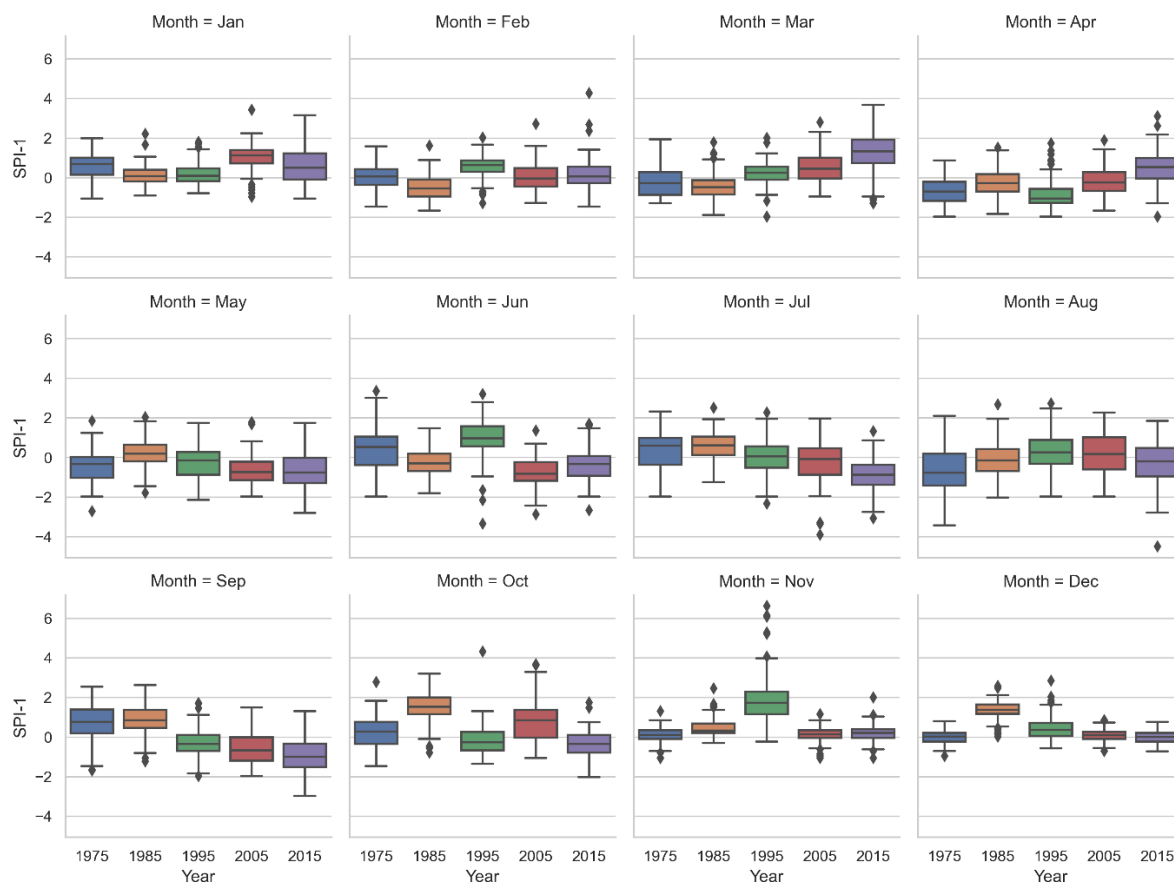 Month = Jan
Month = Feb
Month = Mar
Month = Apr
6
4
2
0
−2
−4
SPI-1
Month = May
Month = Jun
Month = Jul
Month = Aug
6
4
2
0
−2
−4
SPI-1
Month = Sep
Month = Oct
Month = Nov
Month = Dec
6
4
2
0
−2
−4
SPI-1
1975 1985 1995 2005 2015
1975 1985 1995 2005 2015
1975 1985 1995 2005 2015
1975 1985 1995 2005 2015
Year
Year
Year
Year